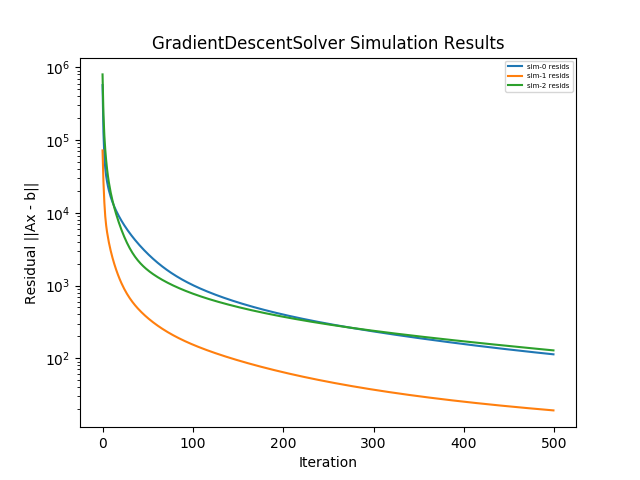 GradientDescentSolver Simulation Results
sim-0 resids
sim-1 resids
sim-2 resids
Residual ||Ax - b||
10^6
10^5
10^4
10^3
10^2
0 100 200 300 400 500
Iteration